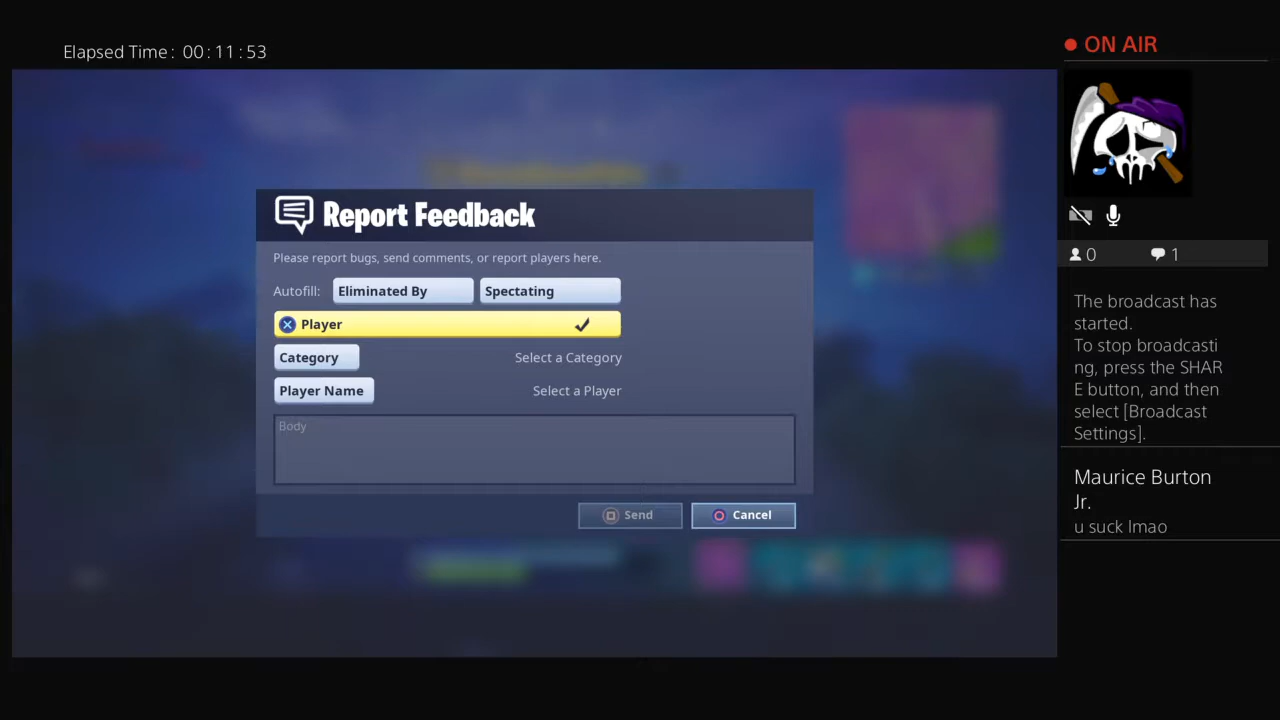 Elapsed Time: 00:11:53
ON AIR
Report Feedback
Please report bugs, send comments, or report players here.
Autofill: Eliminated By Spectating
Player
Category Select a Category
Player Name Select a Player
Body
Send Cancel
0 1
The broadcast has
started.
To stop broadcasti
ng, press the SHAR
E button, and then
select [Broadcast
Settings].
Maurice Burton
Jr.
u suck lmao